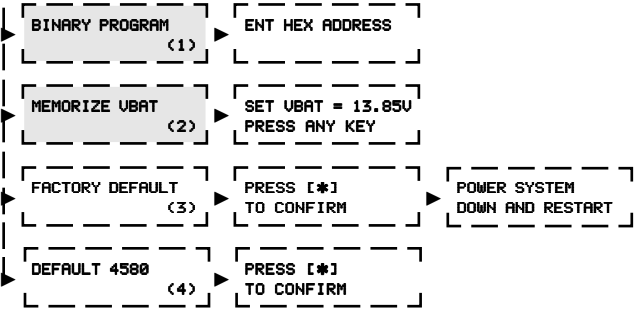 BINARY PROGRAM
(1)
ENT HEX ADDRESS
MEMORIZE VBAT
(2)
SET VBAT = 13.85V
PRESS ANY KEY
FACTORY DEFAULT
(3)
PRESS [*]
TO CONFIRM
POWER SYSTEM
DOWN AND RESTART
DEFAULT 4580
(4)
PRESS [*]
TO CONFIRM